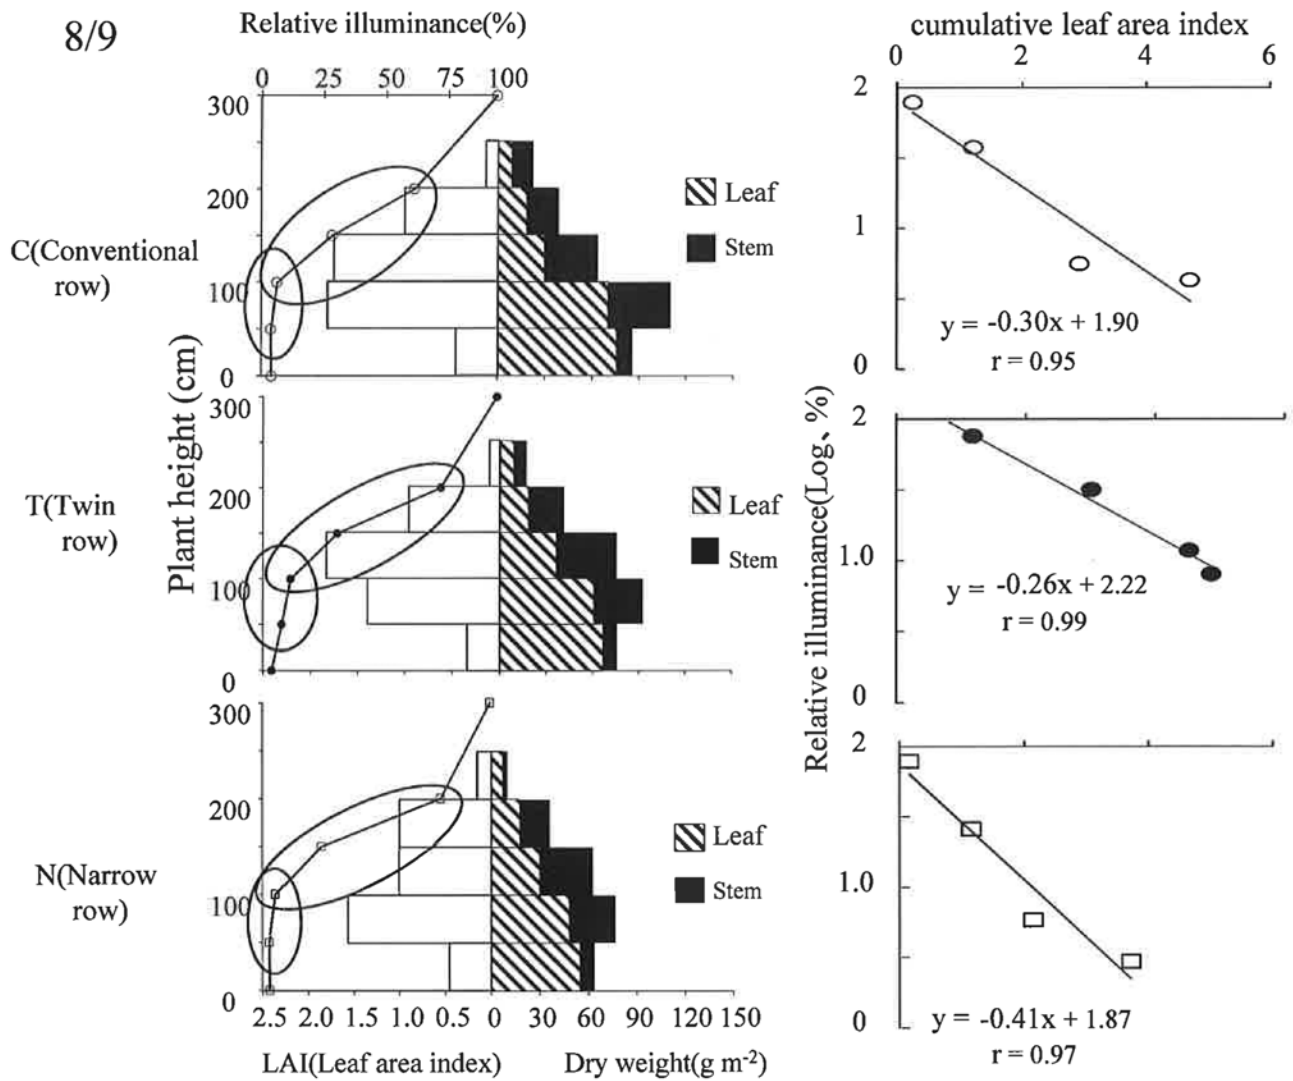 8/9
Relative illuminance(%)
0 25 50 75 100
300
200
100
0
C(Conventional
row)
Leaf
Stem
Plant height (cm)
300
200
100
0
T(Twin
row)
Leaf
Stem
300
200
100
0
N(Narrow
row)
Leaf
Stem
2.5 2.0 1.5 1.0 0.5 0 30 60 90 120 150
LAI(Leaf area index)
Dry weight(g m-2)
cumulative leaf area index
0 2 4 6
2
1
0
y = -0.30x + 1.90
r = 0.95
Relative illuminance(Log、%)
2
1.0
0
y = -0.26x + 2.22
r = 0.99
2
1.0
0
y = -0.41x + 1.87
r = 0.97